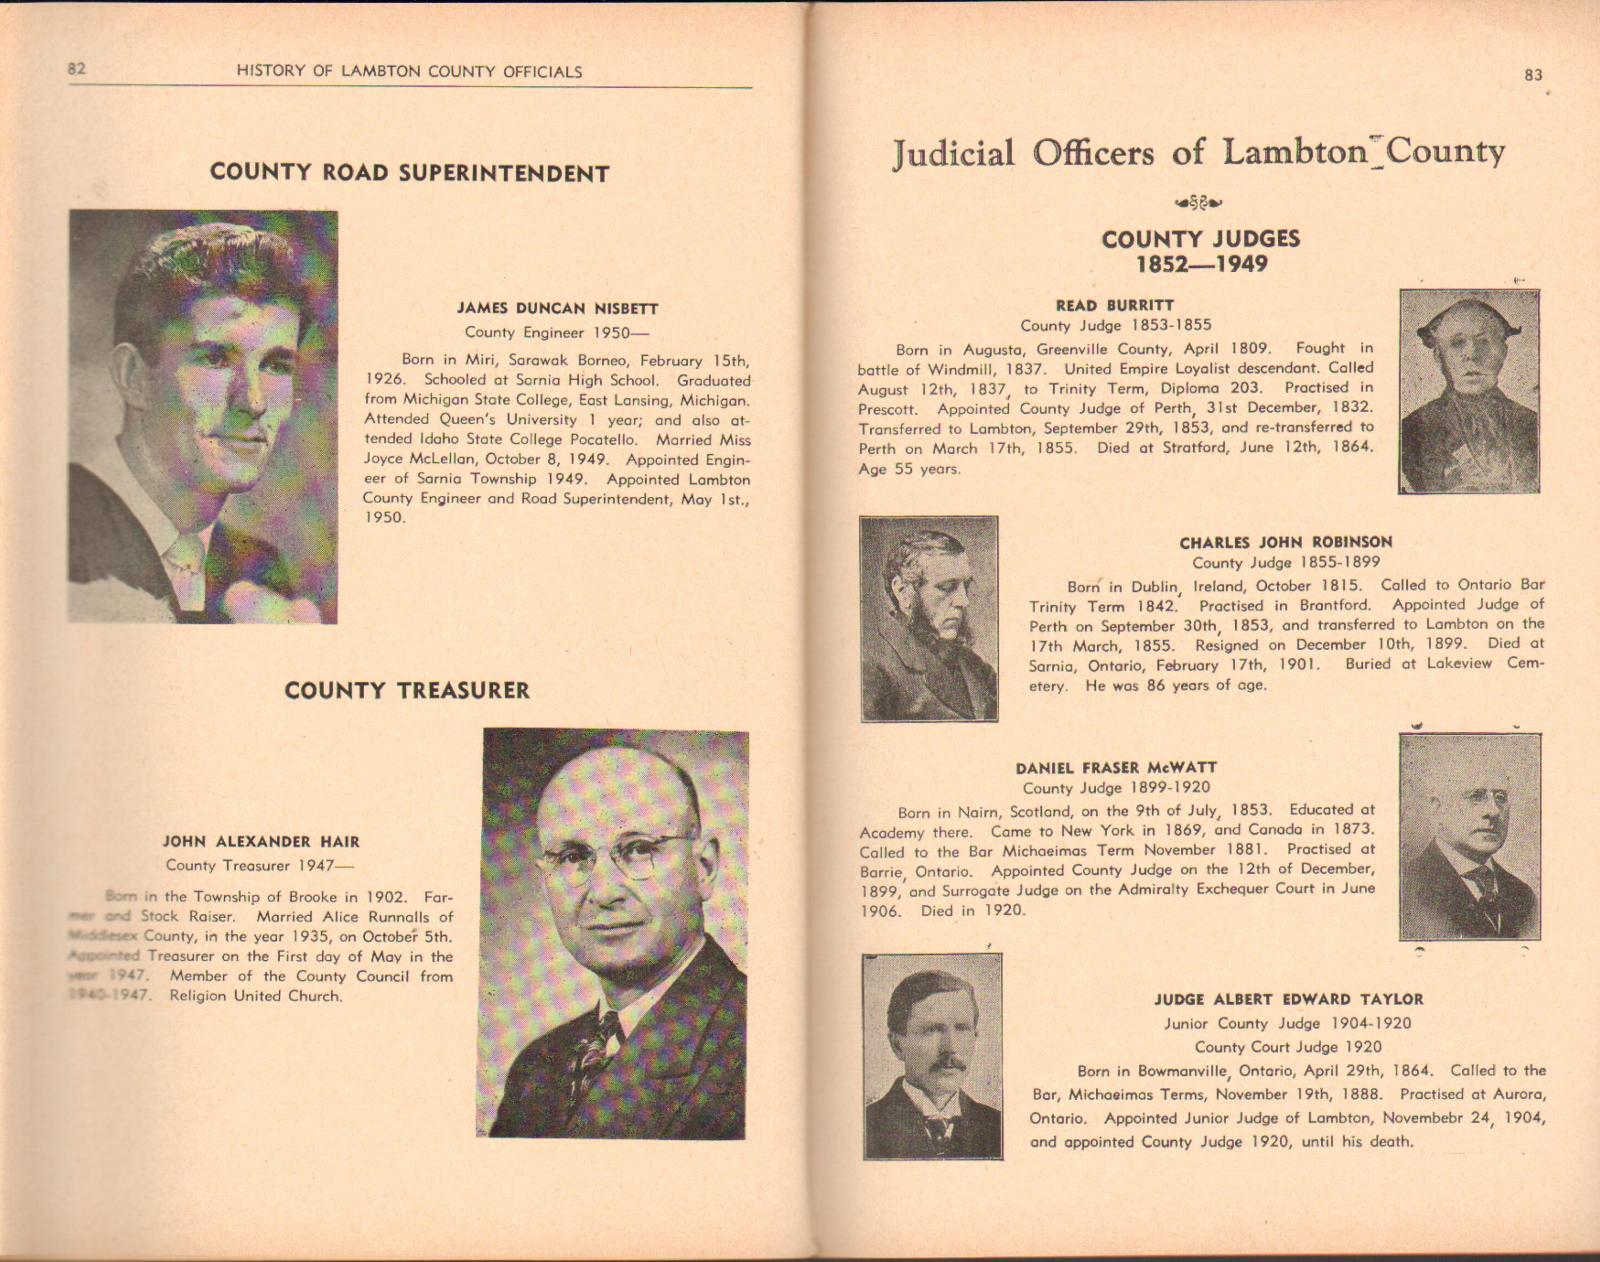 82
HISTORY OF LAMBTON COUNTY OFFICIALS
COUNTY ROAD SUPERINTENDENT
JAMES DUNCAN NISBETT
County Engineer 1950—
Born in Miri, Sarawak Borneo, February 15th,
1926. Schooled at Sarnia High School. Graduated
from Michigan State College, East Lansing, Michigan.
Attended Queen's University 1 year; and also at-
tended Idaho State College Pocatello. Married Miss
Joyce McLellan, October 8, 1949. Appointed Engin-
eer of Sarnia Township 1949. Appointed Lambton
County Engineer and Road Superintendent, May 1st.,
1950.
COUNTY TREASURER
JOHN ALEXANDER HAIR
County Treasurer 1947—
Born in the Township of Brooke in 1902. Far-
mer and Stock Raiser. Married Alice Runnalls of
Middlesex County, in the year 1935, on October 5th.
Appointed Treasurer on the First day of May in the
year 1947. Member of the County Council from
1940-1947. Religion United Church.
83
Judicial Officers of Lambton County
COUNTY JUDGES
1852—1949
READ BURRITT
County Judge 1853-1855
Born in Augusta, Greenville County, April 1809. Fought in
battle of Windmill, 1837. United Empire Loyalist descendant. Called
August 12th, 1837, to Trinity Term, Diploma 203. Practised in
Prescott. Appointed County Judge of Perth, 31st December, 1832.
Transferred to Lambton, September 29th, 1853, and re-transferred to
Perth on March 17th, 1855. Died at Stratford, June 12th, 1864.
Age 55 years.
CHARLES JOHN ROBINSON
County Judge 1855-1899
Born in Dublin, Ireland, October 1815. Called to Ontario Bar
Trinity Term 1842. Practised in Brantford. Appointed Judge of
Perth on September 30th, 1853, and transferred to Lambton on the
17th March, 1855. Resigned on December 10th, 1899. Died at
Sarnia, Ontario, February 17th, 1901. Buried at Lakeview Cem-
etery. He was 86 years of age.
DANIEL FRASER McWATT
County Judge 1899-1920
Born in Nairn, Scotland, on the 9th of July, 1853. Educated at
Academy there. Came to New York in 1869, and Canada in 1873.
Called to the Bar Michaeimas Term November 1881. Practised at
Barrie, Ontario. Appointed County Judge on the 12th of December,
1899, and Surrogate Judge on the Admiralty Exchequer Court in June
1906. Died in 1920.
JUDGE ALBERT EDWARD TAYLOR
Junior County Judge 1904-1920
County Court Judge 1920
Born in Bowmanville, Ontario, April 29th, 1864. Called to the
Bar, Michaeimas Terms, November 19th, 1888. Practised at Aurora,
Ontario. Appointed Junior Judge of Lambton, Novembebr 24, 1904,
and appointed County Judge 1920, until his death.